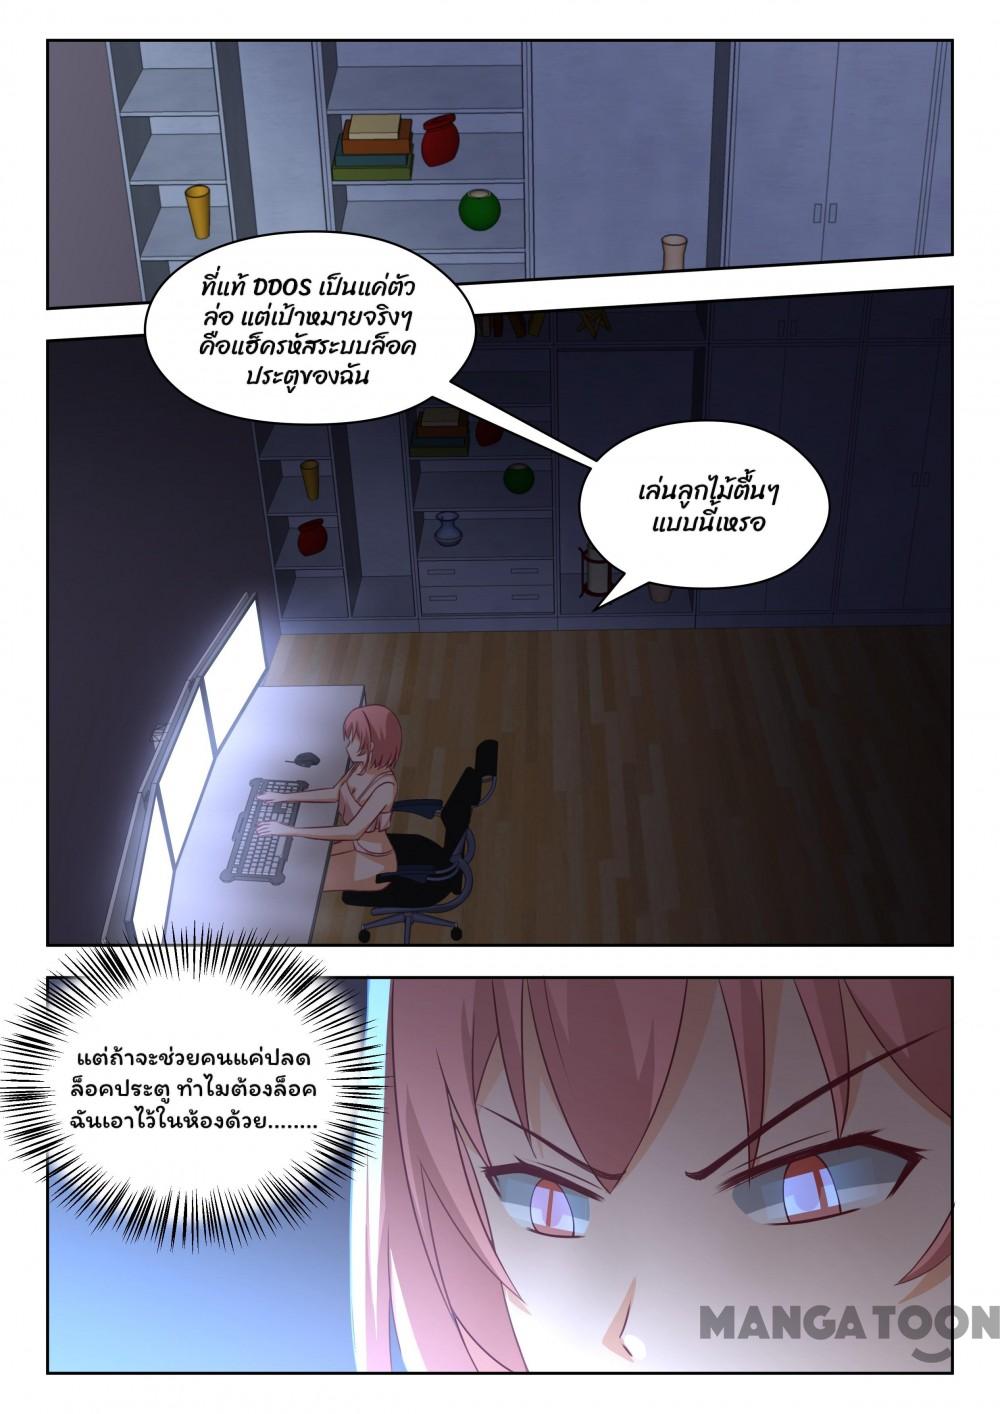 ที่แท้ DDOS เป็นแค่ตัว
ล่อ แต่เป้าหมายจริงๆ
คือแฮ็ครหัสระบบล็อค
ประตูของฉัน
เล่นลูกไม้ตื้นๆ
แบบนี้เหรอ
แต่ถ้าจะช่วยคนแค่ปลด
ล็อคประตู ทำไมต้องล็อค
ฉันเอาไว้ในห้องด้วย........
MANGATOON